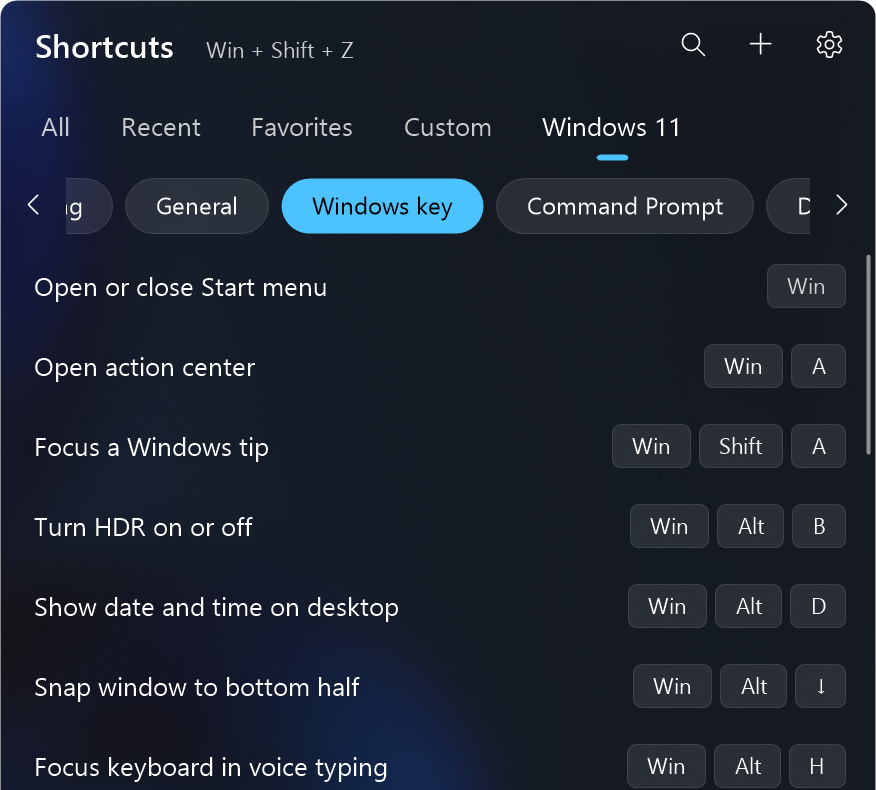 Shortcuts Win + Shift + Z
All Recent Favorites Custom Windows 11
General Windows key Command Prompt
Open or close Start menu Win
Open action center Win A
Focus a Windows tip Win Shift A
Turn HDR on or off Win Alt B
Show date and time on desktop Win Alt D
Snap window to bottom half Win Alt ↓
Focus keyboard in voice typing Win Alt H